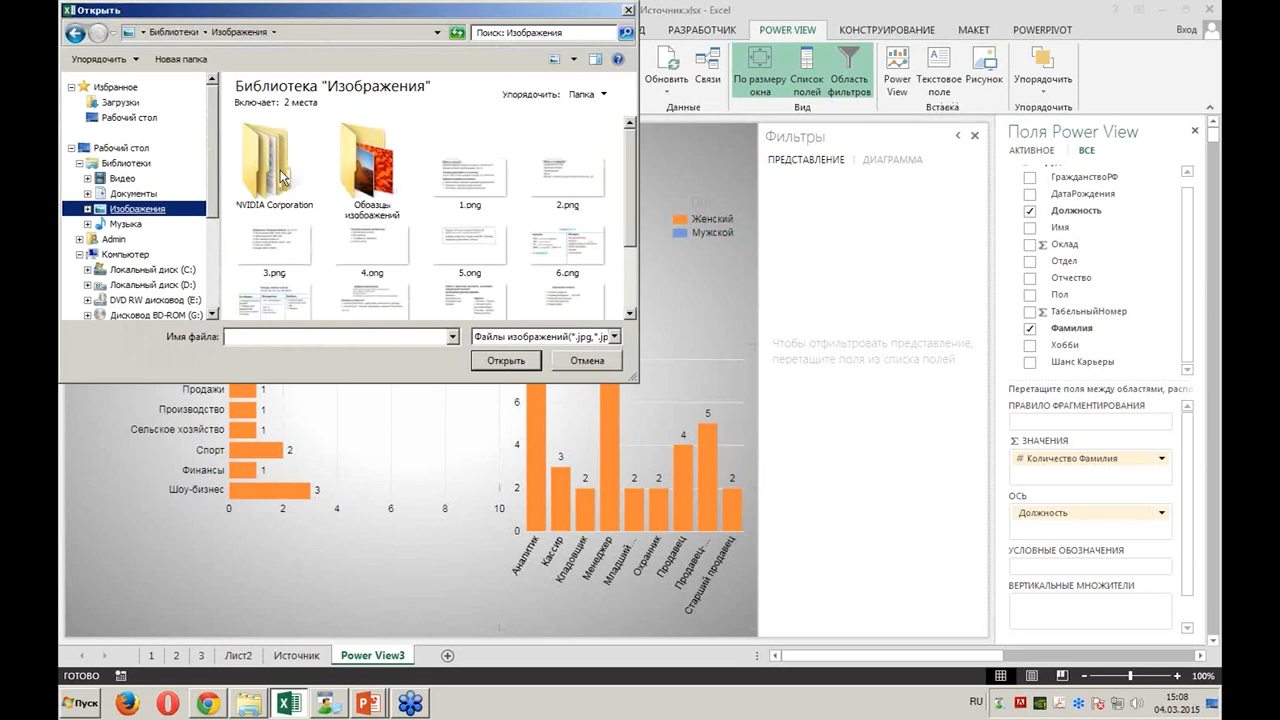 Открыть
Источник.xlsx - Excel
Библиотеки
Изображения
Поиск: Изображения
РАЗРАБОТЧИК
POWER VIEW
КОНСТРУИРОВАНИЕ
МАКЕТ
POWERPIVOT
Вход
Упорядочить
Новая папка
Обновить
Связи
По размеру окна
Список полей
Область фильтров
Power View
Текстовое поле
Рисунок
Упорядочить
Данные
Вид
Вставка
Упорядочить
Избранное
Загрузки
Рабочий стол
Рабочий стол
Библиотеки
Видео
Документы
Изображения
Музыка
Admin
Компьютер
Локальный диск (C:)
Локальный диск (D:)
DVD RW дисковод (E:)
Дисковод BD-ROM (G:)
Библиотека "Изображения"
Включает: 2 места
Упорядочить:
Папка
NVIDIA Corporation
Образцы изображений
1.png
2.png
3.png
4.png
5.png
6.png
Имя файла:
Файлы изображений(*.jpg,*.jp
Открыть
Отмена
Женский
Мужской
Продажи
1
Производство
1
Сельское хозяйство
1
Спорт
2
Финансы
1
Шоу-бизнес
3
0
2
4
6
8
10
6
4
2
0
3
2
2
2
4
5
2
Аналитик
Кассир
Кладовщик
Менеджер
Младший...
Охранник
Продавец
Продавец-...
Старший продавец
Фильтры
ПРЕДСТАВЛЕНИЕ
ДИАГРАММА
Чтобы отфильтровать представление,
перетащите поля из списка полей
Поля Power View
АКТИВНОЕ
ВСЕ
ГражданствоРФ
ДатаРождения
Должность
Имя
Оклад
Отдел
Отчество
Пол
ТабельныйНомер
Фамилия
Хобби
Шанс Карьеры
Перетащите поля между областями, распо
ПРАВИЛО ФРАГМЕНТИРОВАНИЯ
Σ ЗНАЧЕНИЯ
# Количество Фамилия
ОСЬ
Должность
УСЛОВНЫЕ ОБОЗНАЧЕНИЯ
ВЕРТИКАЛЬНЫЕ МНОЖИТЕЛИ
1
2
3
Лист2
Источник
Power View3
ГОТОВО
100%
Пуск
RU
15:08
04.03.2015